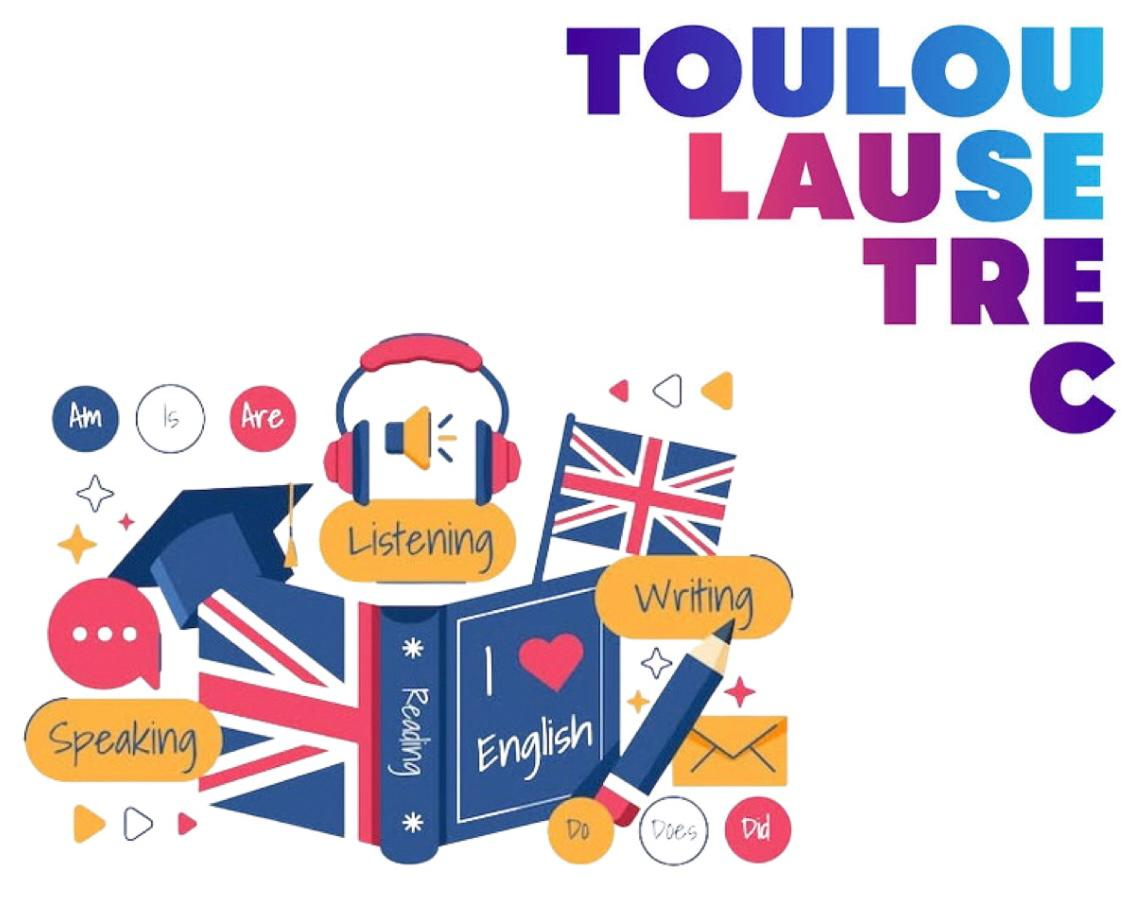 TOULOU
LAUSE
TRE
C
Am Is Are
Listening
Writing
Speaking
Reading
I
English
Do Does Did